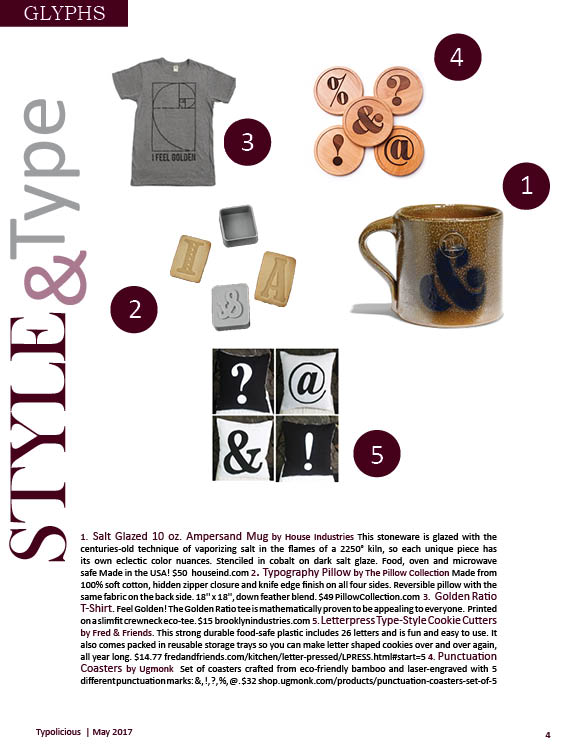 GLYPHS
STYLE
&Type
I FEEL GOLDEN
3
%
?
&
!
@
4
1
&
I
&
A
2
?
@
&
!
5
1. Salt Glazed 10 oz. Ampersand Mug by House Industries This stoneware is glazed with the
centuries-old technique of vaporizing salt in the flames of a 2250° kiln, so each unique piece has
its own eclectic color nuances. Stenciled in cobalt on dark salt glaze. Food, oven and microwave
safe Made in the USA! $50 houseind.com 2. Typography Pillow by The Pillow Collection Made from
100% soft cotton, hidden zipper closure and knife edge finish on all four sides. Reversible pillow with the
same fabric on the back side. 18" x 18", down feather blend. $49 PillowCollection.com 3. Golden Ratio
T-Shirt. Feel Golden! The Golden Ratio tee is mathematically proven to be appealing to everyone. Printed
on a slim fit crewneck eco-tee. $15 brooklynindustries.com 5. Letterpress Type-Style Cookie Cutters
by Fred & Friends. This strong durable food-safe plastic includes 26 letters and is fun and easy to use. It
also comes packed in reusable storage trays so you can make letter shaped cookies over and over again,
all year long. $14.77 fredandfriends.com/kitchen/letter-pressed/LPRESS.html#start=5 4. Punctuation
Coasters by Ugmonk Set of coasters crafted from eco-friendly bamboo and laser-engraved with 5
different punctuation marks: &, !, ?, %, @. $32 shop.ugmonk.com/products/punctuation-coasters-set-of-5
Typolicious | May 2017
4